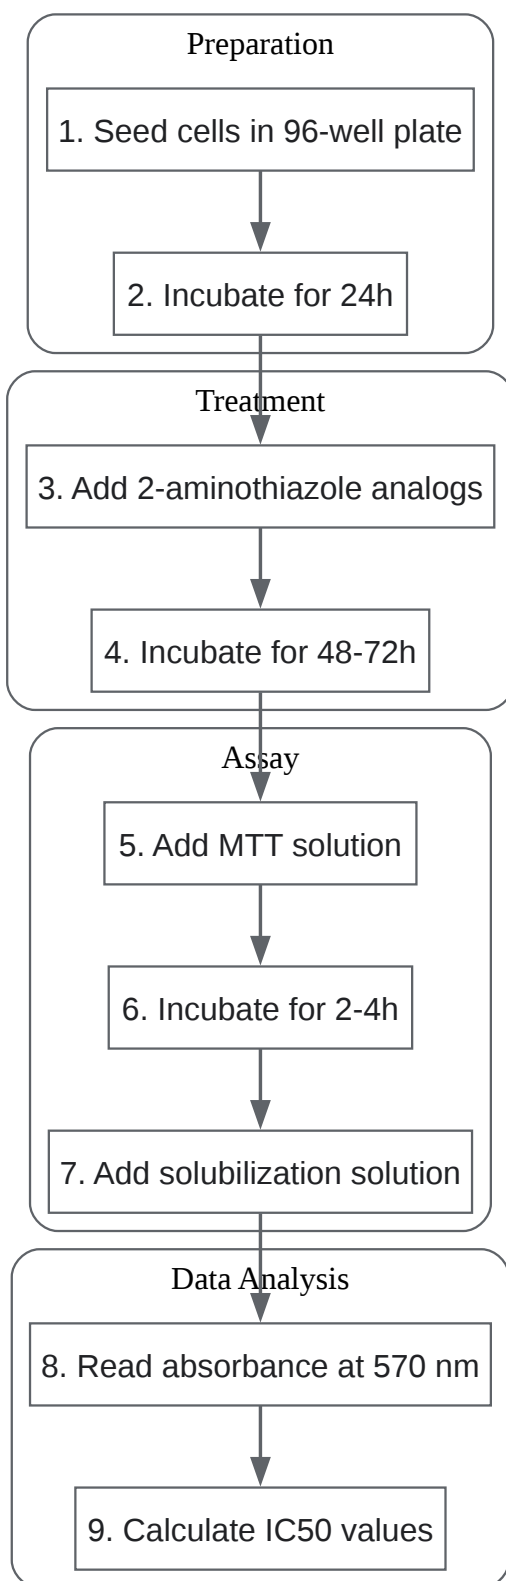 Preparation
1. Seed cells in 96-well plate
2. Incubate for 24h
Treatment
3. Add 2-aminothiazole analogs
4. Incubate for 48-72h
Assay
5. Add MTT solution
6. Incubate for 2-4h
7. Add solubilization solution
Data Analysis
8. Read absorbance at 570 nm
9. Calculate IC50 values